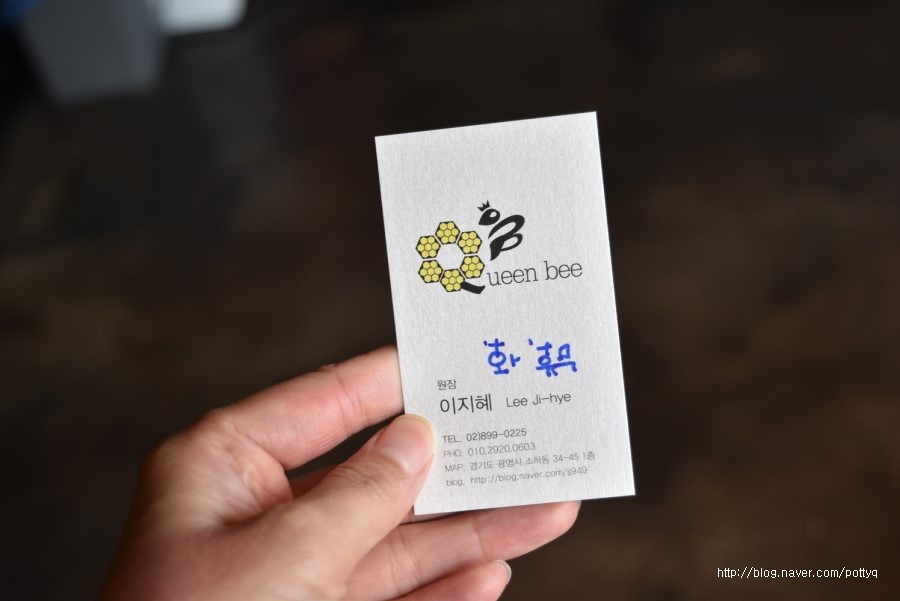 Queen bee
'화 '휴무
원장
이지혜 Lee Ji-hye
TEL. 02)899-0225
PHO. 010.2920.0603
MAP. 경기도 광명시 소하동 34-45 1층
blog. http://blog.naver.com/jj949
http://blog.naver.com/pottyq